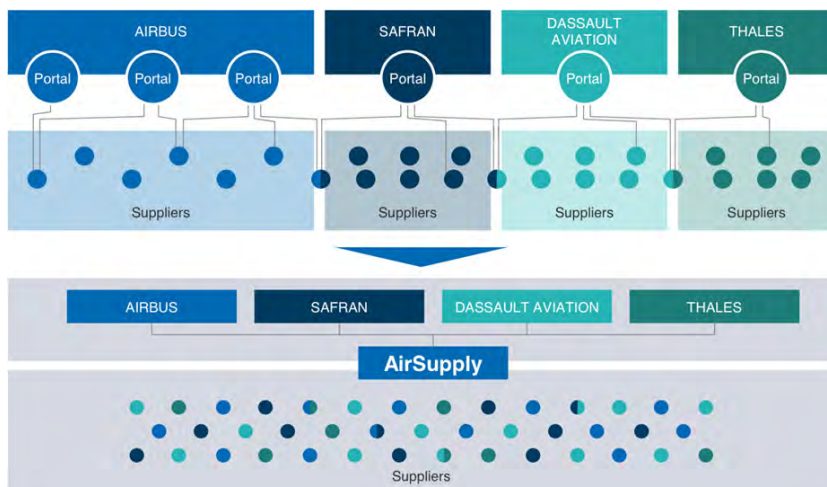 AIRBUS
SAFRAN
DASSAULT
AVIATION
THALES
Portal
Portal
Portal
Portal
Portal
Portal
Suppliers
Suppliers
Suppliers
Suppliers
AIRBUS
SAFRAN
DASSAULT AVIATION
THALES
AirSupply
Suppliers